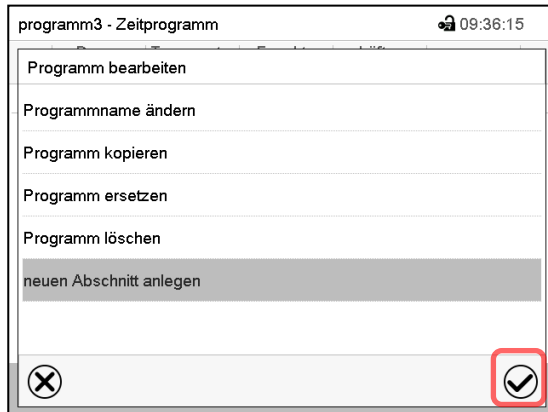 programm3 - Zeitprogramm 09:36:15
Programm bearbeiten
Programmname ändern
Programm kopieren
Programm ersetzen
Programm löschen
neuen Abschnitt anlegen